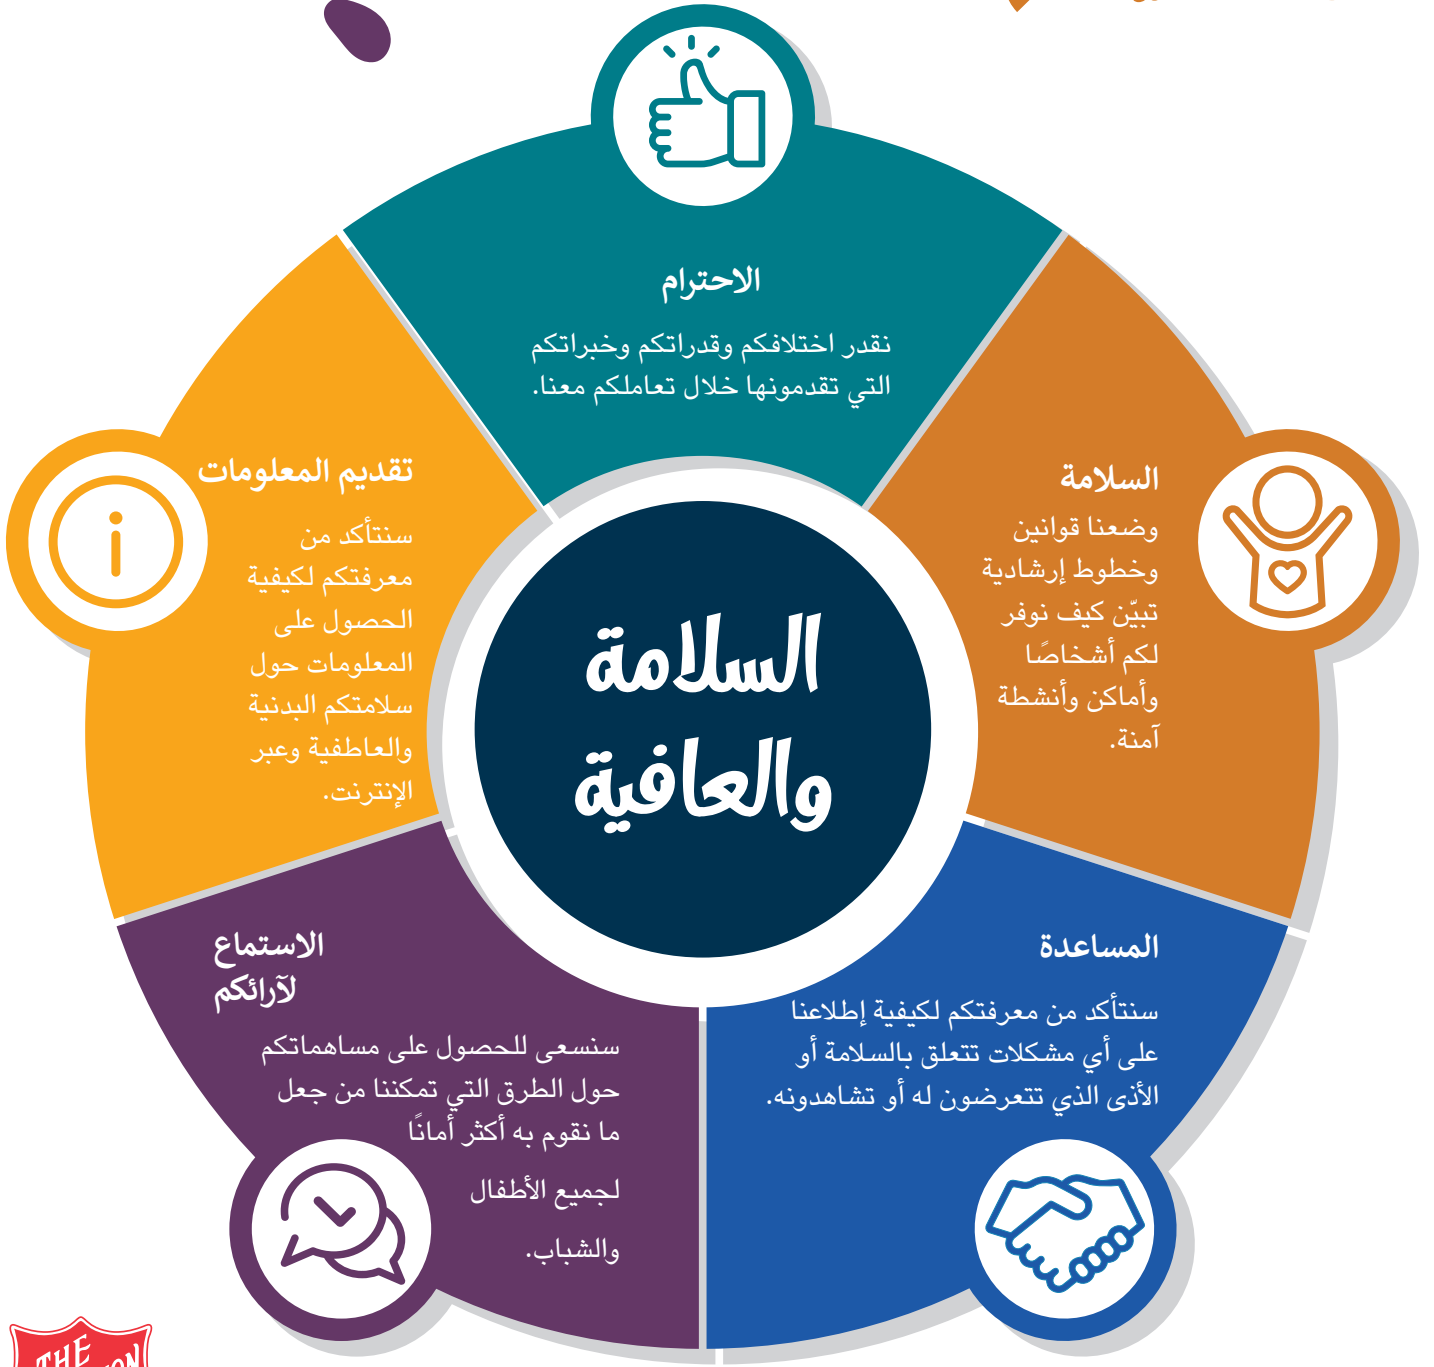 الاحترام
نقدر اختلافكم وقدراتكم وخبراتكم
التي تقدمونها خلال تعاملكم معنا.
السلامة
وضعنا قوانين
وخطوط إرشادية
تبيّن كيف نوفر
لكم أشخاصًا
وأماكن وأنشطة
آمنة.
تقديم المعلومات
سنتأكد من
معرفتكم لكيفية
الحصول على
المعلومات حول
سلامتكم البدنية
والعاطفية وعبر
الإنترنت.
السلامة
والعافية
المساعدة
سنتأكد من معرفتكم لكيفية إطلاعنا
على أي مشكلات تتعلق بالسلامة أو
الأذى الذي تتعرضون له أو تشاهدونه.
الاستماع
لآرائكم
سنسعى للحصول على مساهماتكم
حول الطرق التي تمكننا من جعل
ما نقوم به أكثر أمانًا
لجميع الأطفال
والشباب.
THE